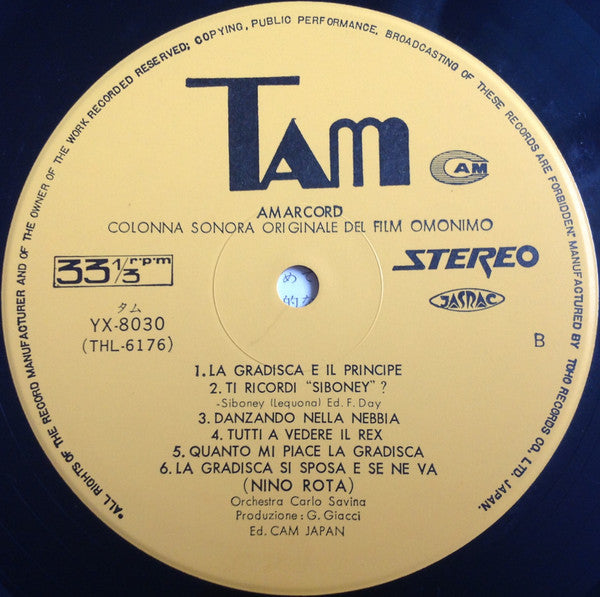 *ALL RIGHTS OF THE RECORD MANUFACTURER AND OF THE OWNER OF THE WORK RECORDED RESERVED; COPYING, PUBLIC PERFORMANCE, BROADCASTING OF THESE RECORDS ARE FORBIDDEN* MANUFACTURED BY TOHO RECORDS CO., LTD. JAPAN.
TAM
CAM
AMARCORD
COLONNA SONORA ORIGINALE DEL FILM OMONIMO
33 1/3 rpm
STEREO
JASRAC
タム
YX-8030
(THL-6176)
B
め
的
1. LA GRADISCA E IL PRINCIPE
2. TI RICORDI "SIBONEY" ?
-Siboney (Lequona) Ed. F. Day
3. DANZANDO NELLA NEBBIA
4. TUTTI A VEDERE IL REX
5. QUANTO MI PIACE LA GRADISCA
6. LA GRADISCA SI SPOSA E SE NE VA
(NINO ROTA)
Orchestra Carlo Savina
Produzione : G. Giacci
Ed. CAM JAPAN